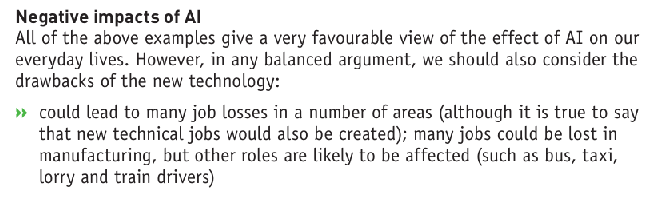 Negative impacts of AI
All of the above examples give a very favourable view of the effect of AI on our
everyday lives. However, in any balanced argument, we should also consider the
drawbacks of the new technology:
» could lead to many job losses in a number of areas (although it is true to say
that new technical jobs would also be created); many jobs could be lost in
manufacturing, but other roles are likely to be affected (such as bus, taxi,
lorry and train drivers)